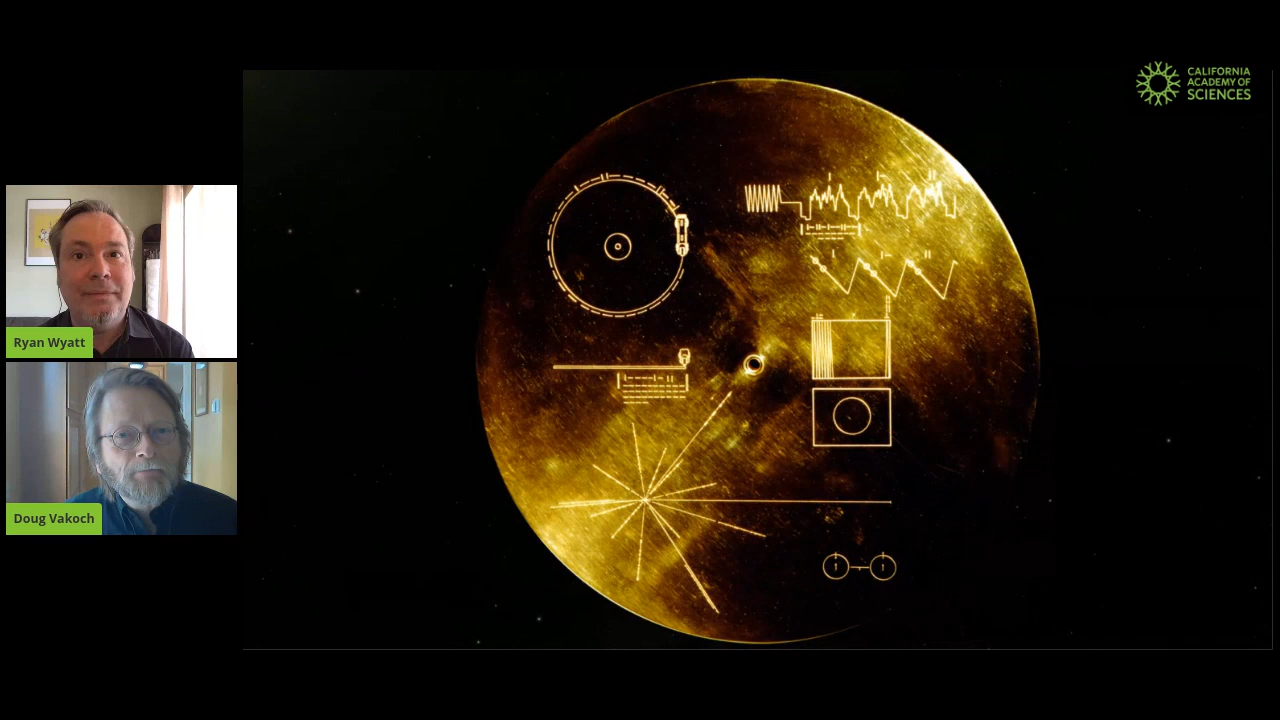 CALIFORNIA
ACADEMY OF
SCIENCES
Ryan Wyatt
Doug Vakoch